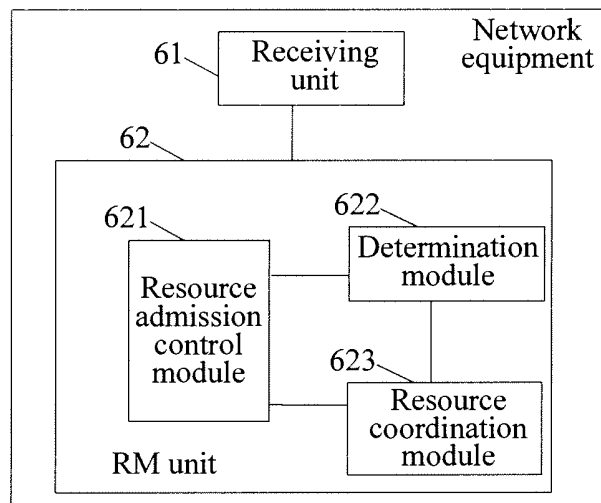 Network
equipment
61
Receiving
unit
62
621
Resource
admission
control
module
622
Determination
module
623
Resource
coordination
module
RM unit